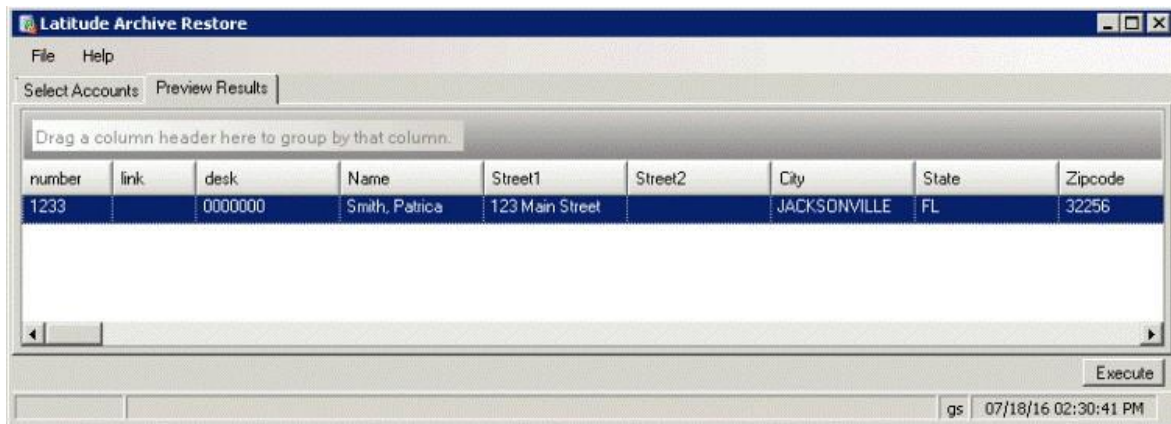 Latitude Archive Restore
File Help
Select Accounts Preview Results
Drag a column header here to group by that column.
number link desk Name Street1 Street2 City State Zipcode
1233 0000000 Smith, Patrica 123 Main Street JACKSONVILLE FL 32256
Execute
gs 07/18/16 02:30:41 PM